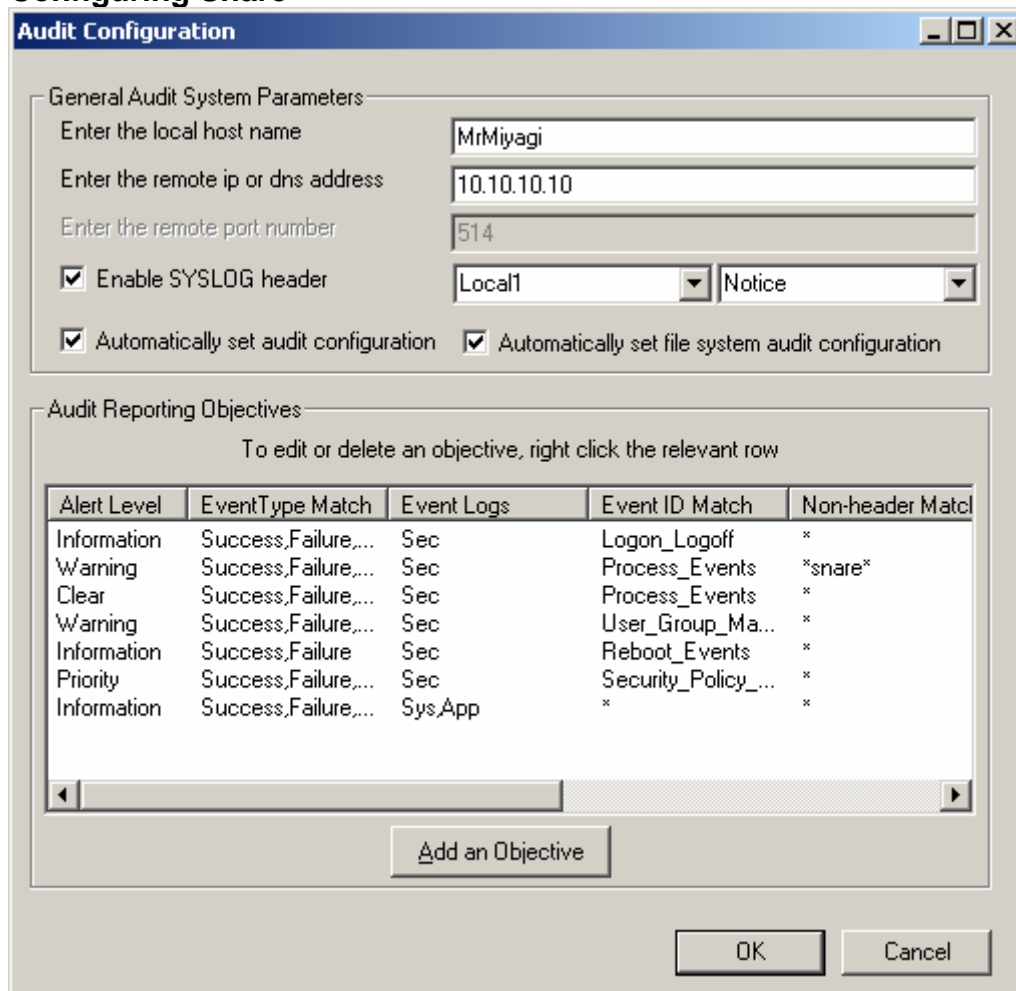 Configuring Snare
Audit Configuration
General Audit System Parameters
Enter the local host name MrMiyagi
Enter the remote ip or dns address 10.10.10.10
Enter the remote port number 514
Enable SYSLOG header Local1 Notice
Automatically set audit configuration Automatically set file system audit configuration
Audit Reporting Objectives
To edit or delete an objective, right click the relevant row
Alert Level EventType Match Event Logs Event ID Match Non-header Matcl
Information Success,Failure,... Sec Logon_Logoff *
Warning Success,Failure,... Sec Process_Events *snare*
Clear Success,Failure,... Sec Process_Events *
Warning Success,Failure,... Sec User_Group_Ma... *
Information Success,Failure Sec Reboot_Events *
Priority Success,Failure,... Sec Security_Policy_... *
Information Success,Failure,... Sys,App * *
Add an Objective
OK Cancel